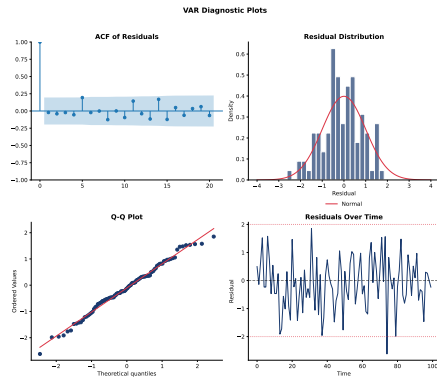 VAR Diagnostic Plots
ACF of Residuals
1.00
0.75
0.50
0.25
0.00
−0.25
−0.50
−0.75
−1.00
0 5 10 15 20
Residual Distribution
Density
0.6
0.5
0.4
0.3
0.2
0.1
0.0
−4 −3 −2 −1 0 1 2 3 4
Residual
Normal
Q-Q Plot
Ordered Values
2
1
0
−1
−2
−2 −1 0 1 2
Theoretical quantiles
Residuals Over Time
Residual
2
1
0
−1
−2
0 20 40 60 80 100
Time